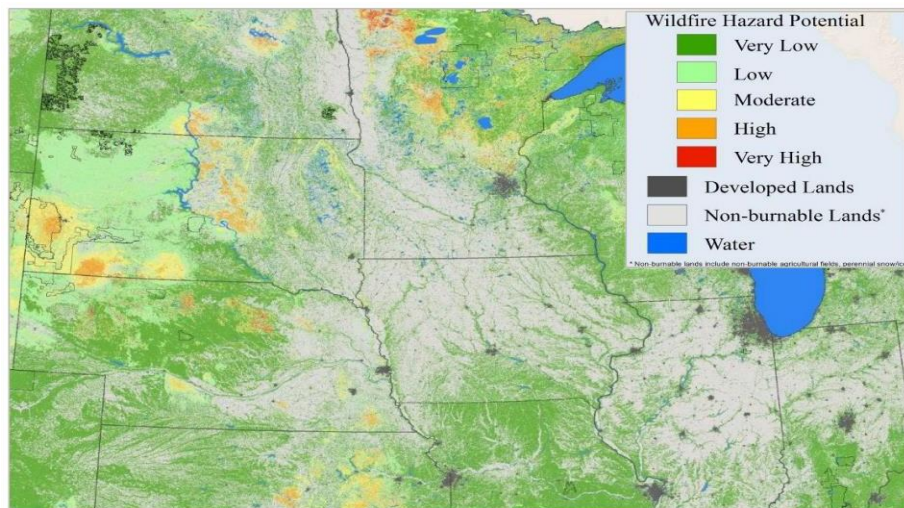 Wildfire Hazard Potential
Very Low
Low
Moderate
High
Very High
Developed Lands
Non-burnable Lands*
Water
* Non-burnable lands include non-burnable agricultural fields, perennial snow/ice